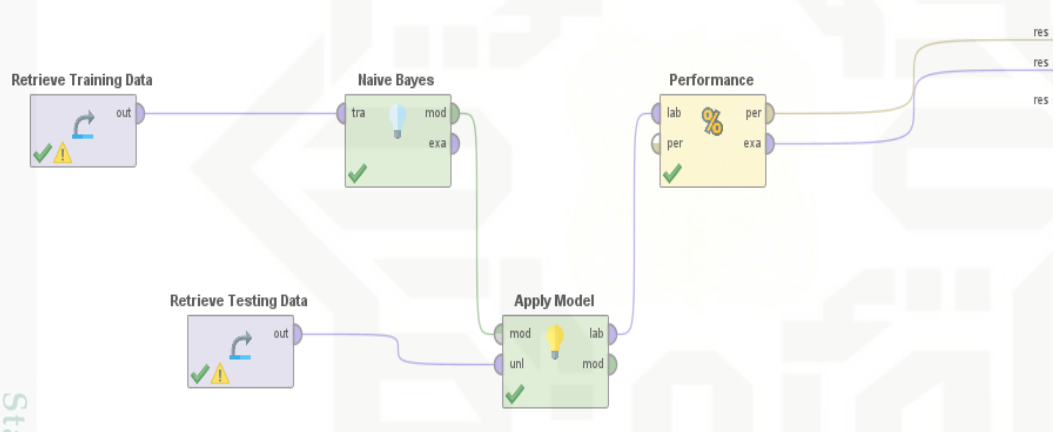 res
res
Retrieve Training Data
Naive Bayes
Performance
res
out
tra
mod
lab
%
per
exa
per
exa
Retrieve Testing Data
Apply Model
out
mod
lab
unl
mod
Sta